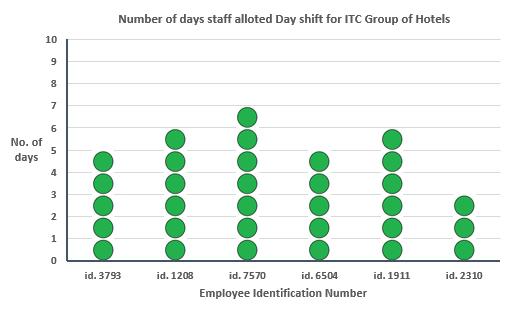 Number of days staff alloted Day shift for ITC Group of Hotels
10
9
8
7
6
5
4
3
2
1
0
No. of
days
id. 3793 id. 1208 id. 7570 id. 6504 id. 1911 id. 2310
Employee Identification Number